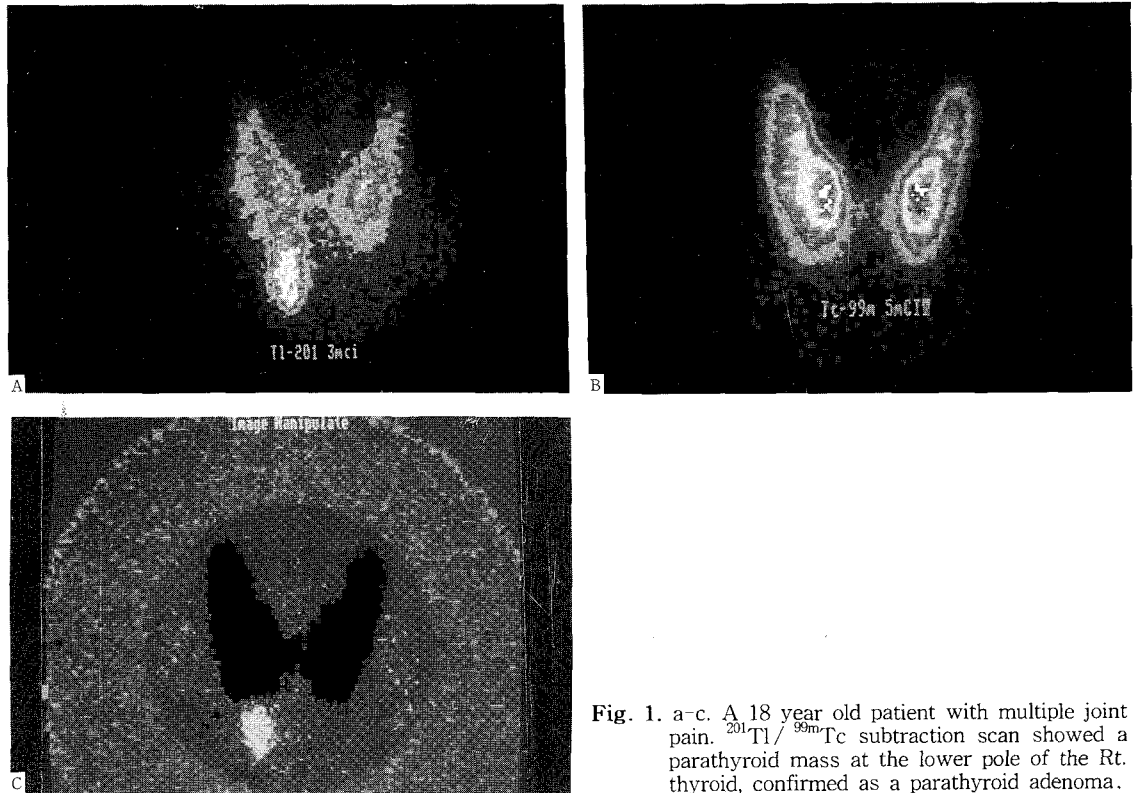 Tl-201 3mci
A
Tc-99m 5mCIV
B
Image Manipulate
C
Fig. 1. a-c. A 18 year old patient with multiple joint
pain. ²⁰¹Tl/ ⁹⁹ᵐTc subtraction scan showed a
parathyroid mass at the lower pole of the Rt.
thyroid, confirmed as a parathyroid adenoma.